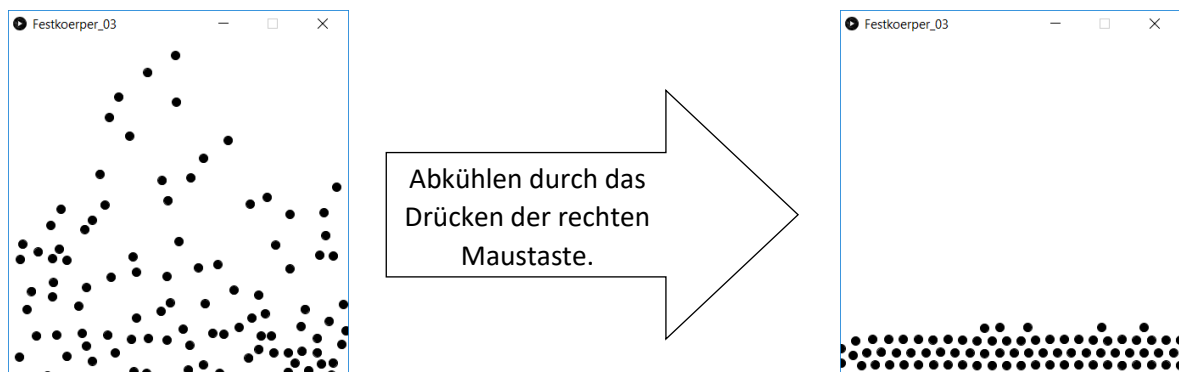 Festkoerper_03
Abkühlen durch das
Drücken der rechten
Maustaste.
Festkoerper_03